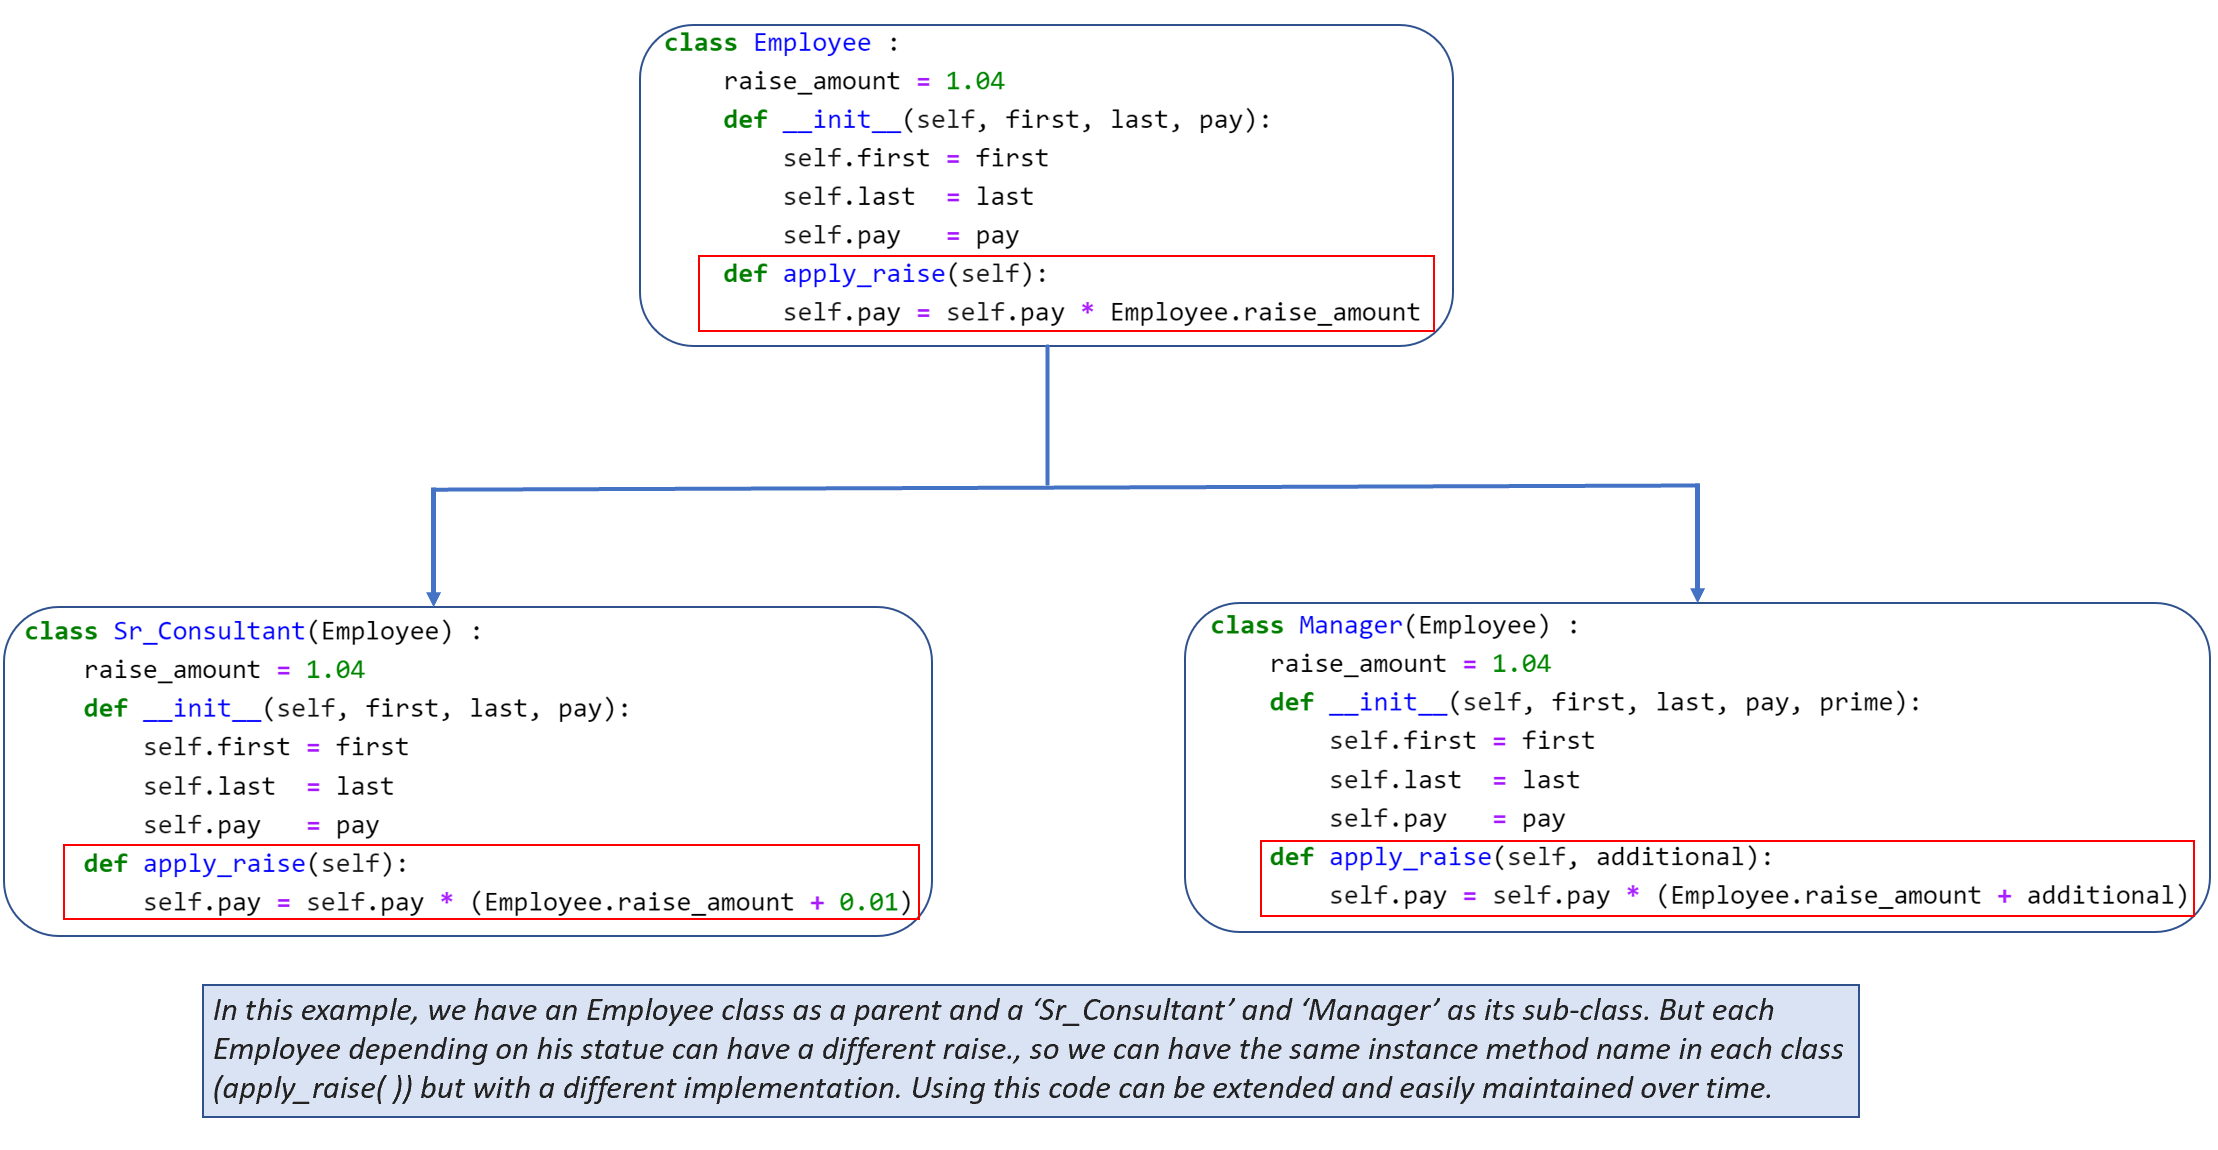 class Employee :
    raise_amount = 1.04
    def __init__(self, first, last, pay):
        self.first = first
        self.last  = last
        self.pay   = pay
    def apply_raise(self):
        self.pay = self.pay * Employee.raise_amount
class Sr_Consultant(Employee) :
    raise_amount = 1.04
    def __init__(self, first, last, pay):
        self.first = first
        self.last  = last
        self.pay   = pay
    def apply_raise(self):
        self.pay = self.pay * (Employee.raise_amount + 0.01)
class Manager(Employee) :
    raise_amount = 1.04
    def __init__(self, first, last, pay, prime):
        self.first = first
        self.last  = last
        self.pay   = pay
    def apply_raise(self, additional):
        self.pay = self.pay * (Employee.raise_amount + additional)
In this example, we have an Employee class as a parent and a ‘Sr_Consultant’ and ‘Manager’ as its sub-class. But each
Employee depending on his statue can have a different raise., so we can have the same instance method name in each class
(apply_raise( )) but with a different implementation. Using this code can be extended and easily maintained over time.